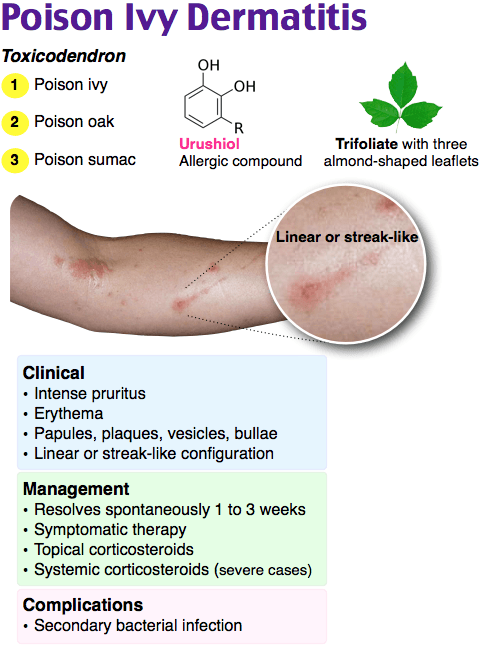 Poison Ivy Dermatitis
Toxicodendron
1 Poison ivy
2 Poison oak
3 Poison sumac
OH
OH
R
Urushiol
Allergic compound
Trifoliate with three
almond-shaped leaflets
Linear or streak-like
Clinical
• Intense pruritus
• Erythema
• Papules, plaques, vesicles, bullae
• Linear or streak-like configuration
Management
• Resolves spontaneously 1 to 3 weeks
• Symptomatic therapy
• Topical corticosteroids
• Systemic corticosteroids (severe cases)
Complications
• Secondary bacterial infection